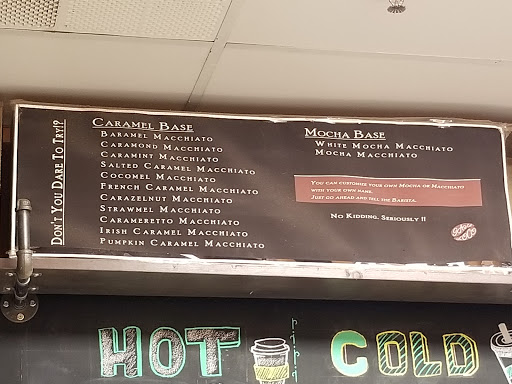 Don't You Dare To Try!?
Caramel Base
Baramel Macchiato
Caramond Macchiato
Caramint Macchiato
Salted Caramel Macchiato
Cocomel Macchiato
French Caramel Macchiato
Carazelnut Macchiato
Strawmel Macchiato
Carameretto Macchiato
Irish Caramel Macchiato
Pumpkin Caramel Macchiato
Mocha Base
White Mocha Macchiato
Mocha Macchiato
You can customize your own Mocha or Macchiato
with your own name.
Just go ahead and tell the Barista.
No Kidding. Seriously !!
HOT
COLD